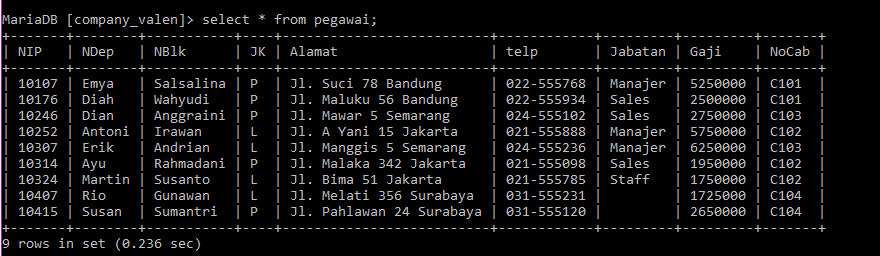 MariaDB [company_valen]> select * from pegawai;
+-------+--------+-----------+----+-------------------------+------------+---------+---------+-------+
| NIP   | NDep   | NBlk      | JK | Alamat                  | telp       | Jabatan | Gaji    | NoCab |
+-------+--------+-----------+----+-------------------------+------------+---------+---------+-------+
| 10107 | Emya   | Salsalina | P  | Jl. Suci 78 Bandung     | 022-555768 | Manajer | 5250000 | C101  |
| 10176 | Diah   | Wahyudi   | P  | Jl. Maluku 56 Bandung   | 022-555934 | Sales   | 2500000 | C101  |
| 10246 | Dian   | Anggraini | P  | Jl. Mawar 5 Semarang    | 024-555102 | Sales   | 2750000 | C103  |
| 10252 | Antoni | Irawan    | L  | Jl. A Yani 15 Jakarta   | 021-555888 | Manajer | 5750000 | C102  |
| 10307 | Erik   | Andrian   | L  | Jl. Manggis 5 Semarang  | 024-555236 | Manajer | 6250000 | C103  |
| 10314 | Ayu    | Rahmadani | P  | Jl. Malaka 342 Jakarta  | 021-555098 | Sales   | 1950000 | C102  |
| 10324 | Martin | Susanto   | L  | Jl. Bima 51 Jakarta     | 021-555785 | Staff   | 1750000 | C102  |
| 10407 | Rio    | Gunawan   | L  | Jl. Melati 356 Surabaya | 031-555231 |         | 1725000 | C104  |
| 10415 | Susan  | Sumantri  | P  | Jl. Pahlawan 24 Surabaya | 031-555120 |         | 2650000 | C104  |
+-------+--------+-----------+----+-------------------------+------------+---------+---------+-------+
9 rows in set (0.236 sec)